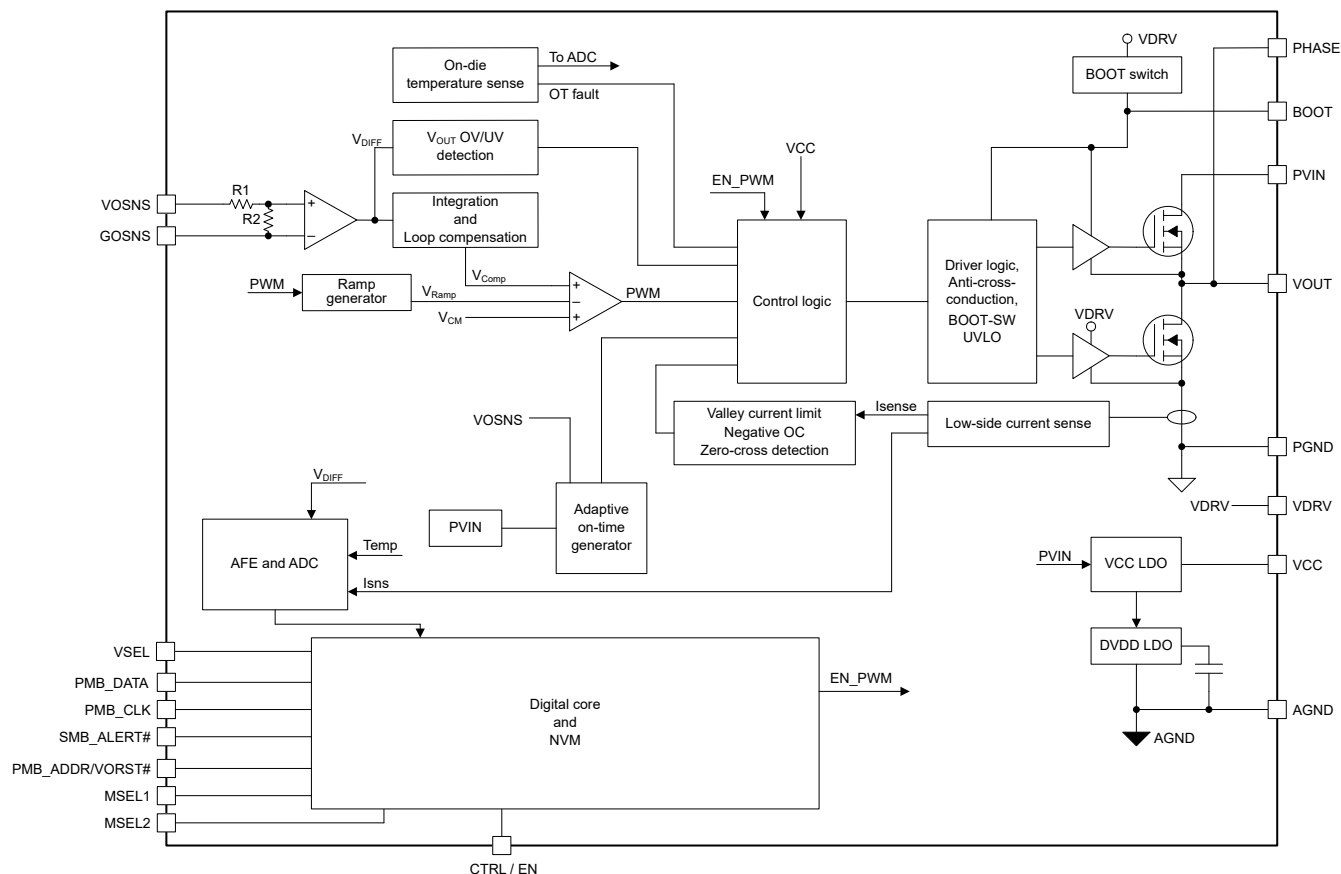 On-die
temperature sense
To ADC
OT fault
VDRV
BOOT switch
PHASE
BOOT
PVIN
VOUT
V_DIFF
V_OUT OV/UV
detection
VCC
EN_PWM
VOSNS
GOSNS
R1
R2
+
−
Integration
and
Loop compensation
V_Comp
PWM
Ramp
generator
V_Ramp
V_CM
+
−
+
PWM
Control logic
Driver logic,
Anti-cross-
conduction,
BOOT-SW
UVLO
VDRV
Valley current limit
Negative OC
Zero-cross detection
Isense
Low-side current sense
PGND
VOSNS
PVIN
Adaptive
on-time
generator
VDRV
VDRV
V_DIFF
AFE and ADC
Temp
Isns
PVIN
VCC LDO
VCC
DVDD LDO
AGND
AGND
VSEL
PMB_DATA
PMB_CLK
SMB_ALERT#
PMB_ADDR/VORST#
MSEL1
MSEL2
Digital core
and
NVM
EN_PWM
CTRL / EN